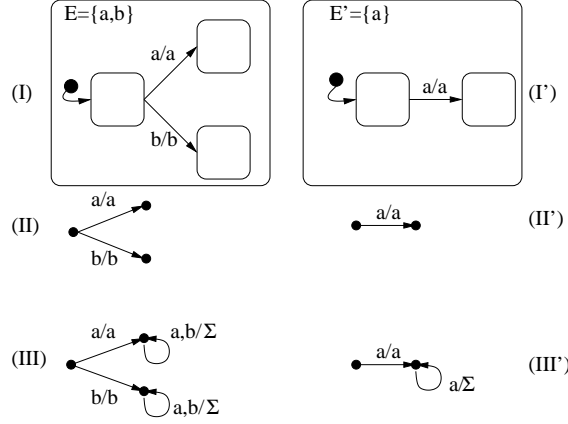 E={a,b}
E'={a}
a/a
(I)
a/a
(I')
b/b
a/a
a/a
(II)
(II')
b/b
a/a
a,b/Σ
a/a
(III)
(III')
b/b
a,b/Σ
a/Σ